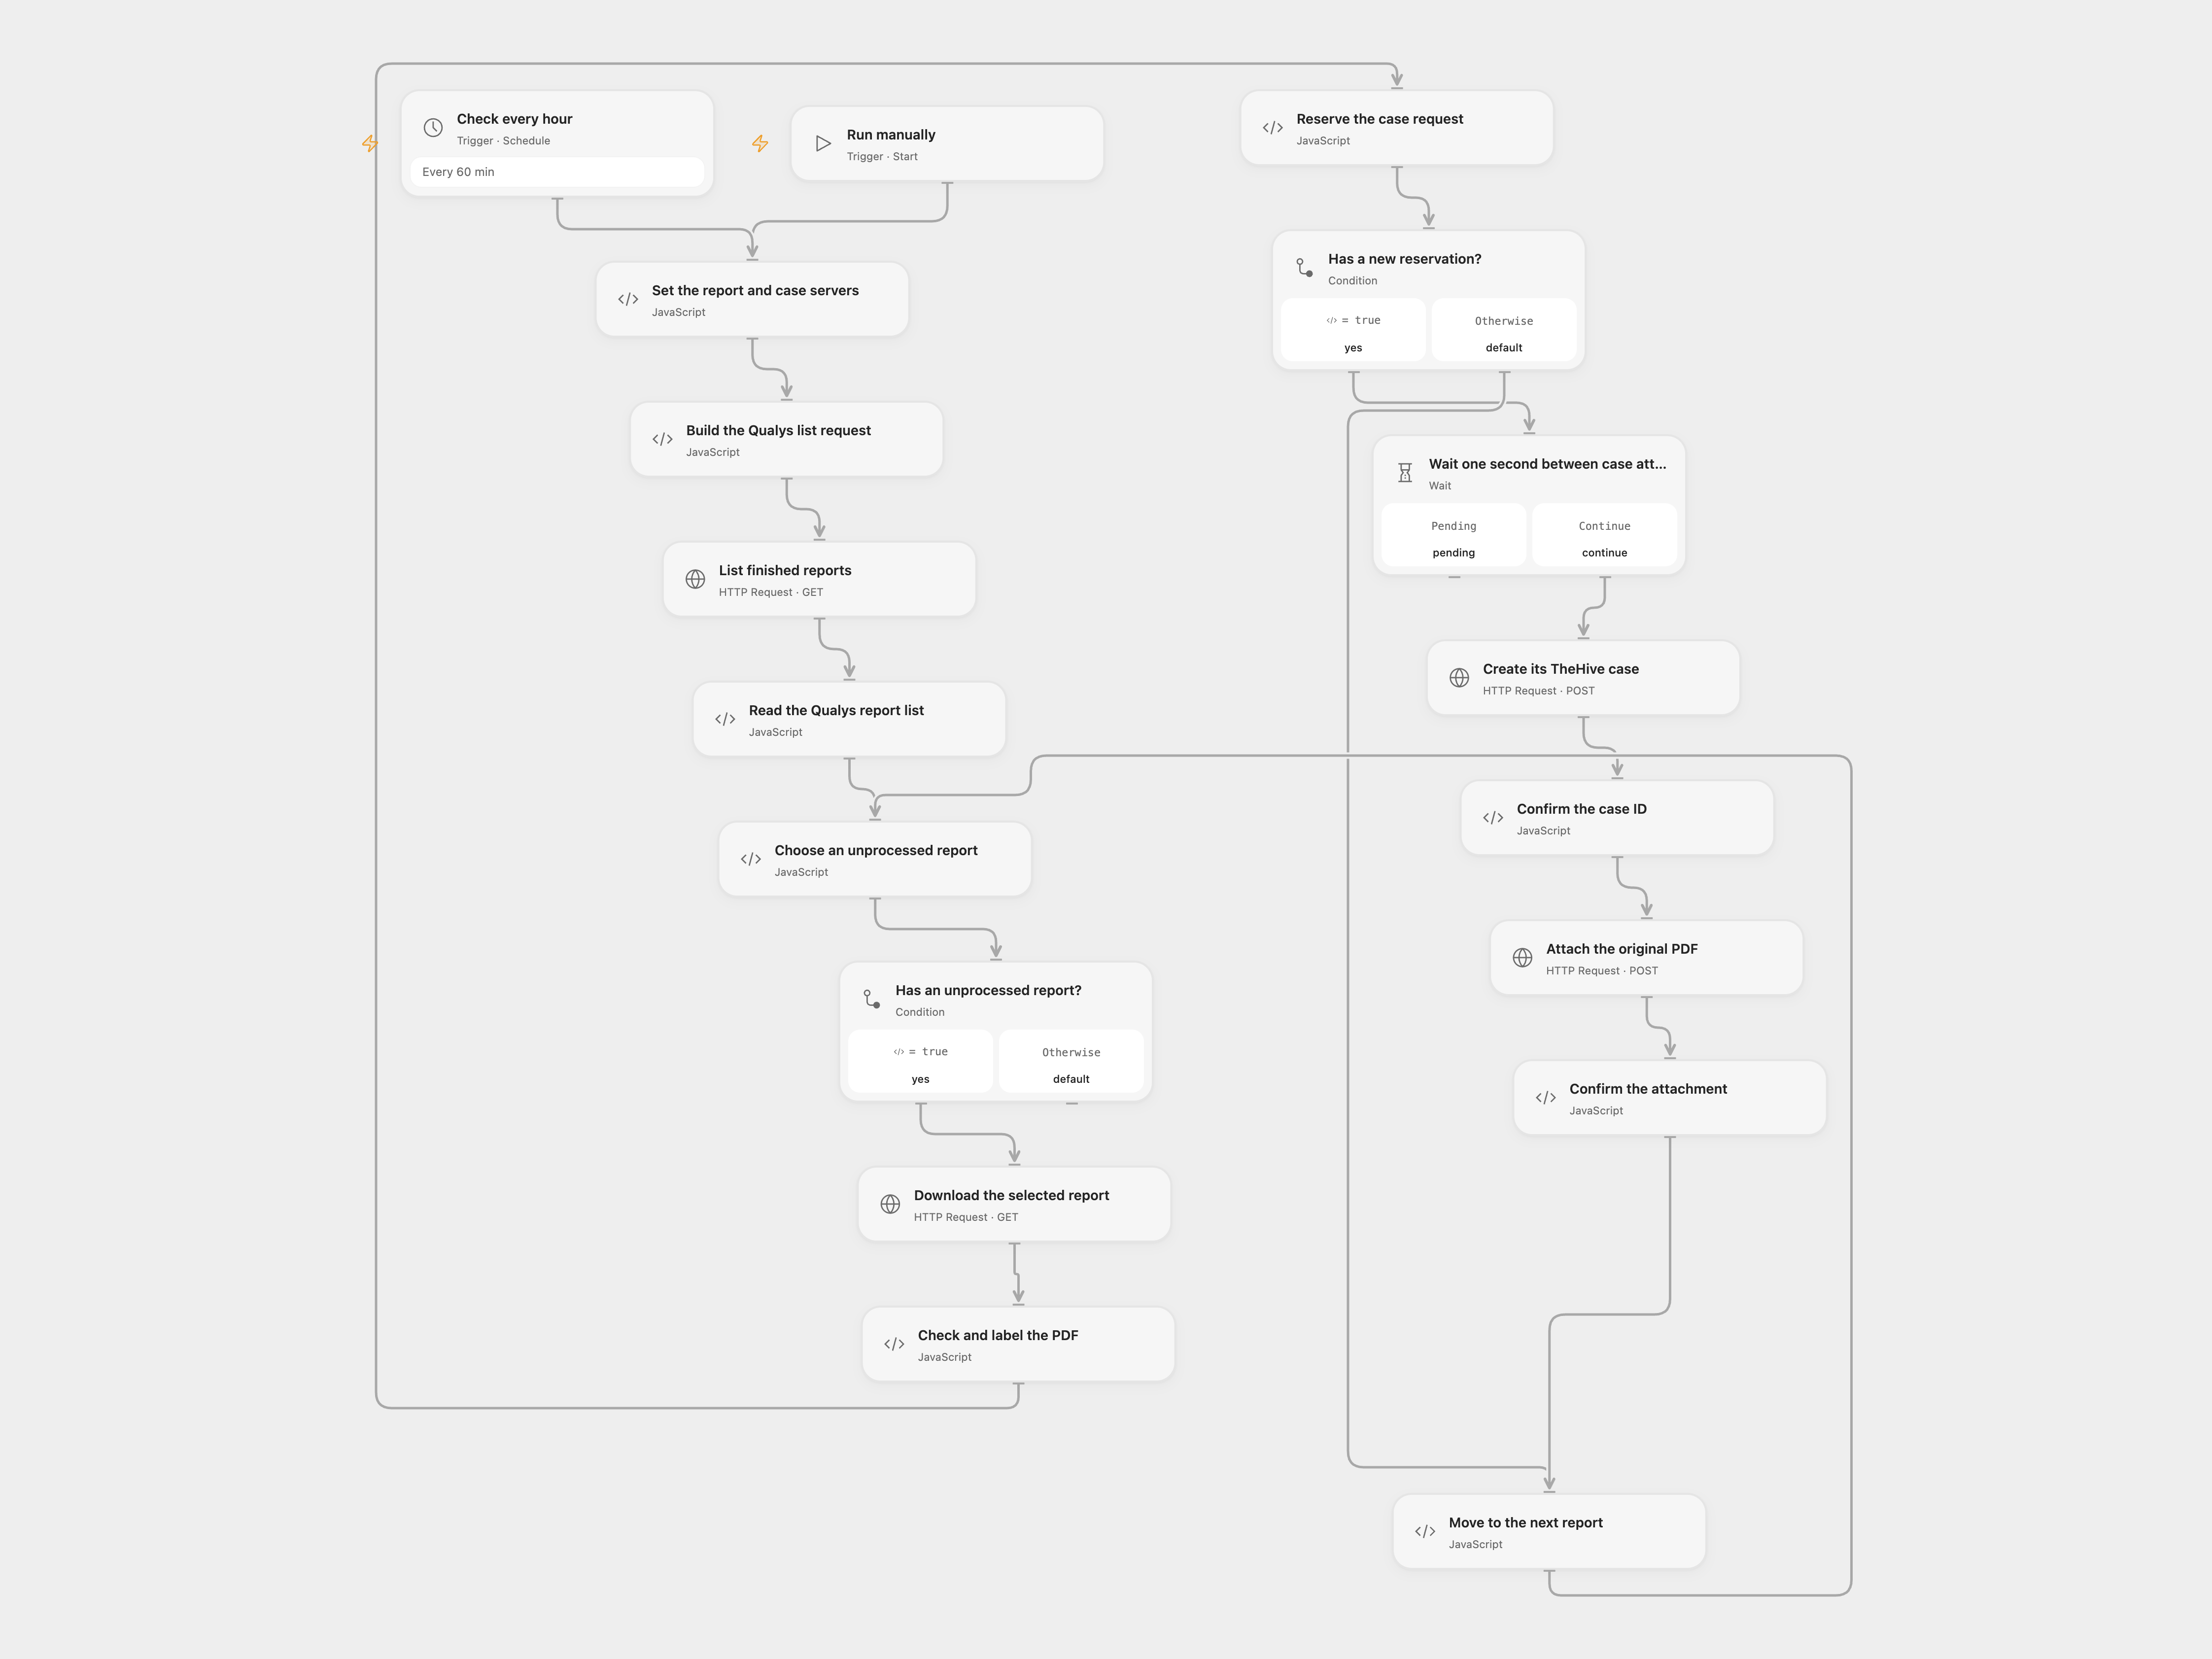 Check every hour
Trigger · Schedule
Every 60 min
Run manually
Trigger · Start
Set the report and case servers
JavaScript
Build the Qualys list request
JavaScript
List finished reports
HTTP Request · GET
Read the Qualys report list
JavaScript
Choose an unprocessed report
JavaScript
Has an unprocessed report?
Condition
</> = true
yes
Otherwise
default
Download the selected report
HTTP Request · GET
Check and label the PDF
JavaScript
Reserve the case request
JavaScript
Has a new reservation?
Condition
</> = true
yes
Otherwise
default
Wait one second between case att...
Wait
Pending
pending
Continue
continue
Create its TheHive case
HTTP Request · POST
Confirm the case ID
JavaScript
Attach the original PDF
HTTP Request · POST
Confirm the attachment
JavaScript
Move to the next report
JavaScript